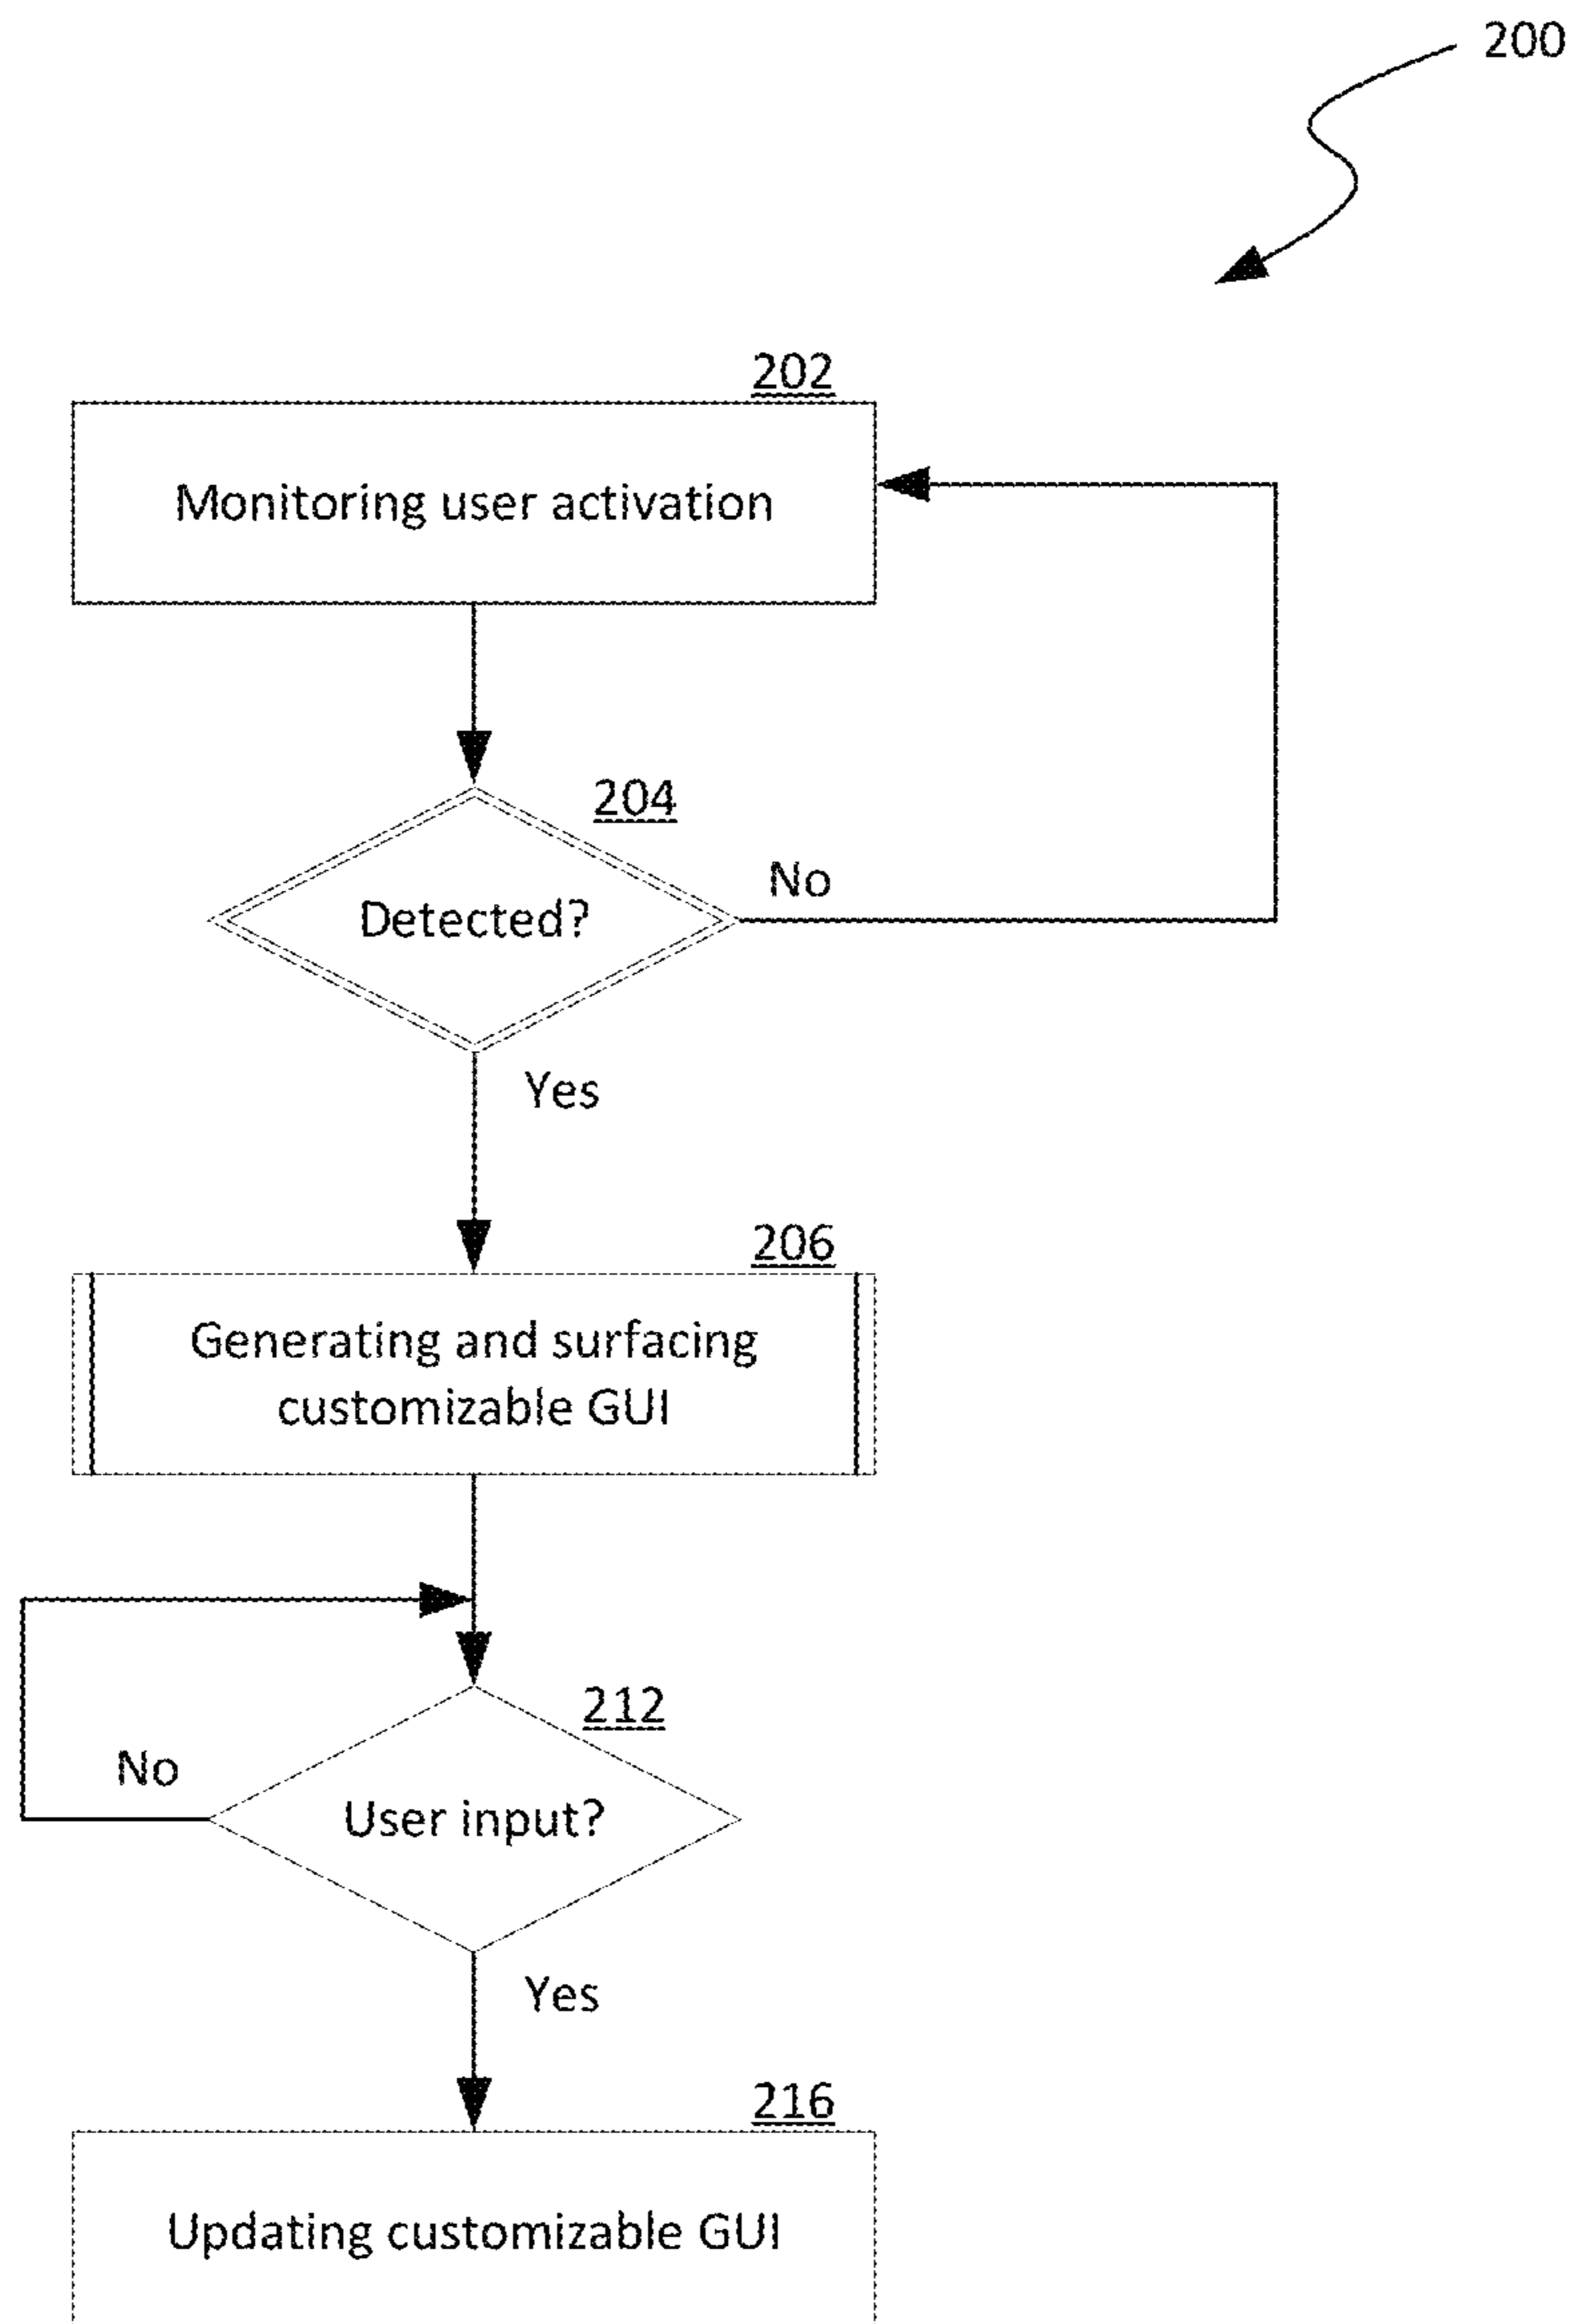 200
202
Monitoring user activation
204
Detected?
No
Yes
206
Generating and surfacing
customizable GUI
212
No
User input?
Yes
216
Updating customizable GUI